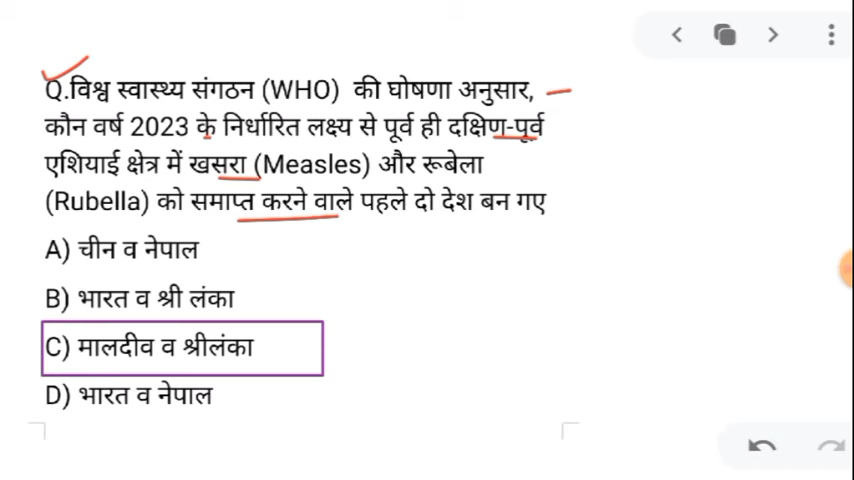 Q.विश्व स्वास्थ्य संगठन (WHO) की घोषणा अनुसार,
कौन वर्ष 2023 के निर्धारित लक्ष्य से पूर्व ही दक्षिण-पूर्व
एशियाई क्षेत्र में खसरा (Measles) और रूबेला
(Rubella) को समाप्त करने वाले पहले दो देश बन गए
A) चीन व नेपाल
B) भारत व श्री लंका
C) मालदीव व श्रीलंका
D) भारत व नेपाल